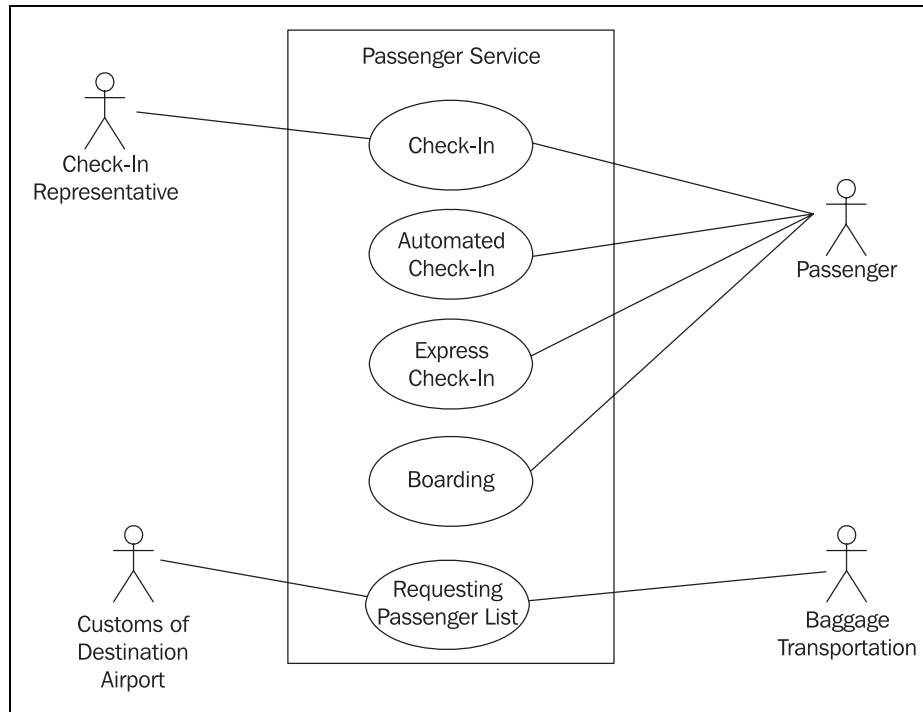 Passenger Service
Check-In
Representative
Check-In
Automated
Check-In
Passenger
Express
Check-In
Boarding
Customs of
Destination
Airport
Requesting
Passenger List
Baggage
Transportation